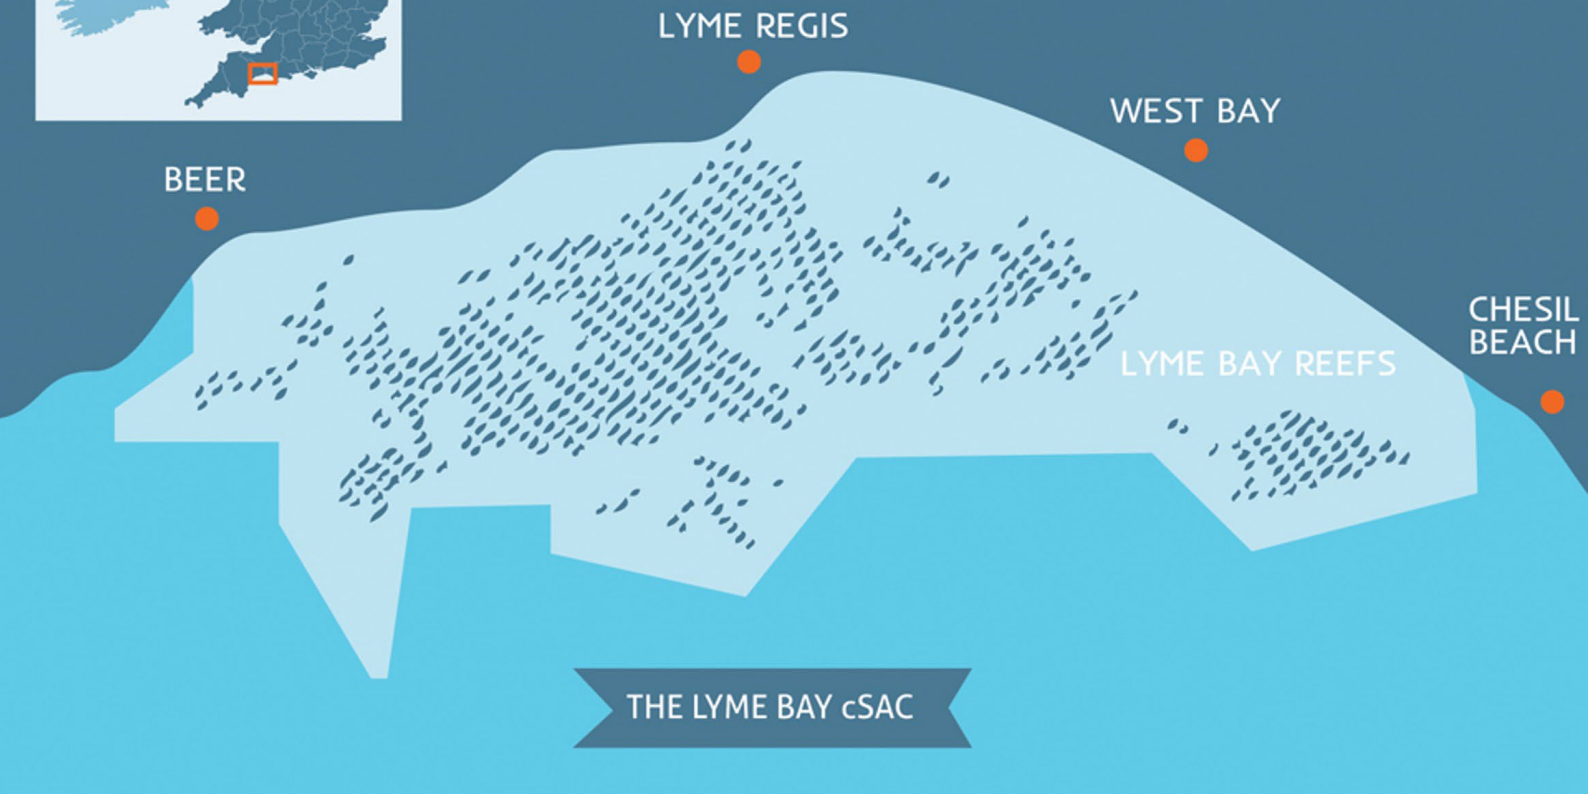 LYME REGIS
WEST BAY
BEER
CHESIL
BEACH
LYME BAY REEFS
THE LYME BAY cSAC